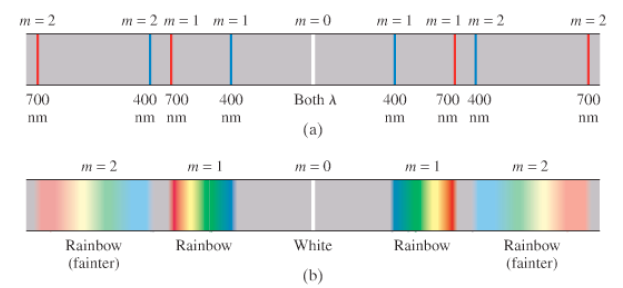 m = 2 m = 2 m = 1 m = 1 m = 0 m = 1 m = 1 m = 2 m = 2
700 400 700 400 Both λ 400 700 400 700
nm nm nm nm nm nm nm nm
(a)
m = 2 m = 1 m = 0 m = 1 m = 2
Rainbow Rainbow White Rainbow Rainbow
(fainter) (fainter)
(b)